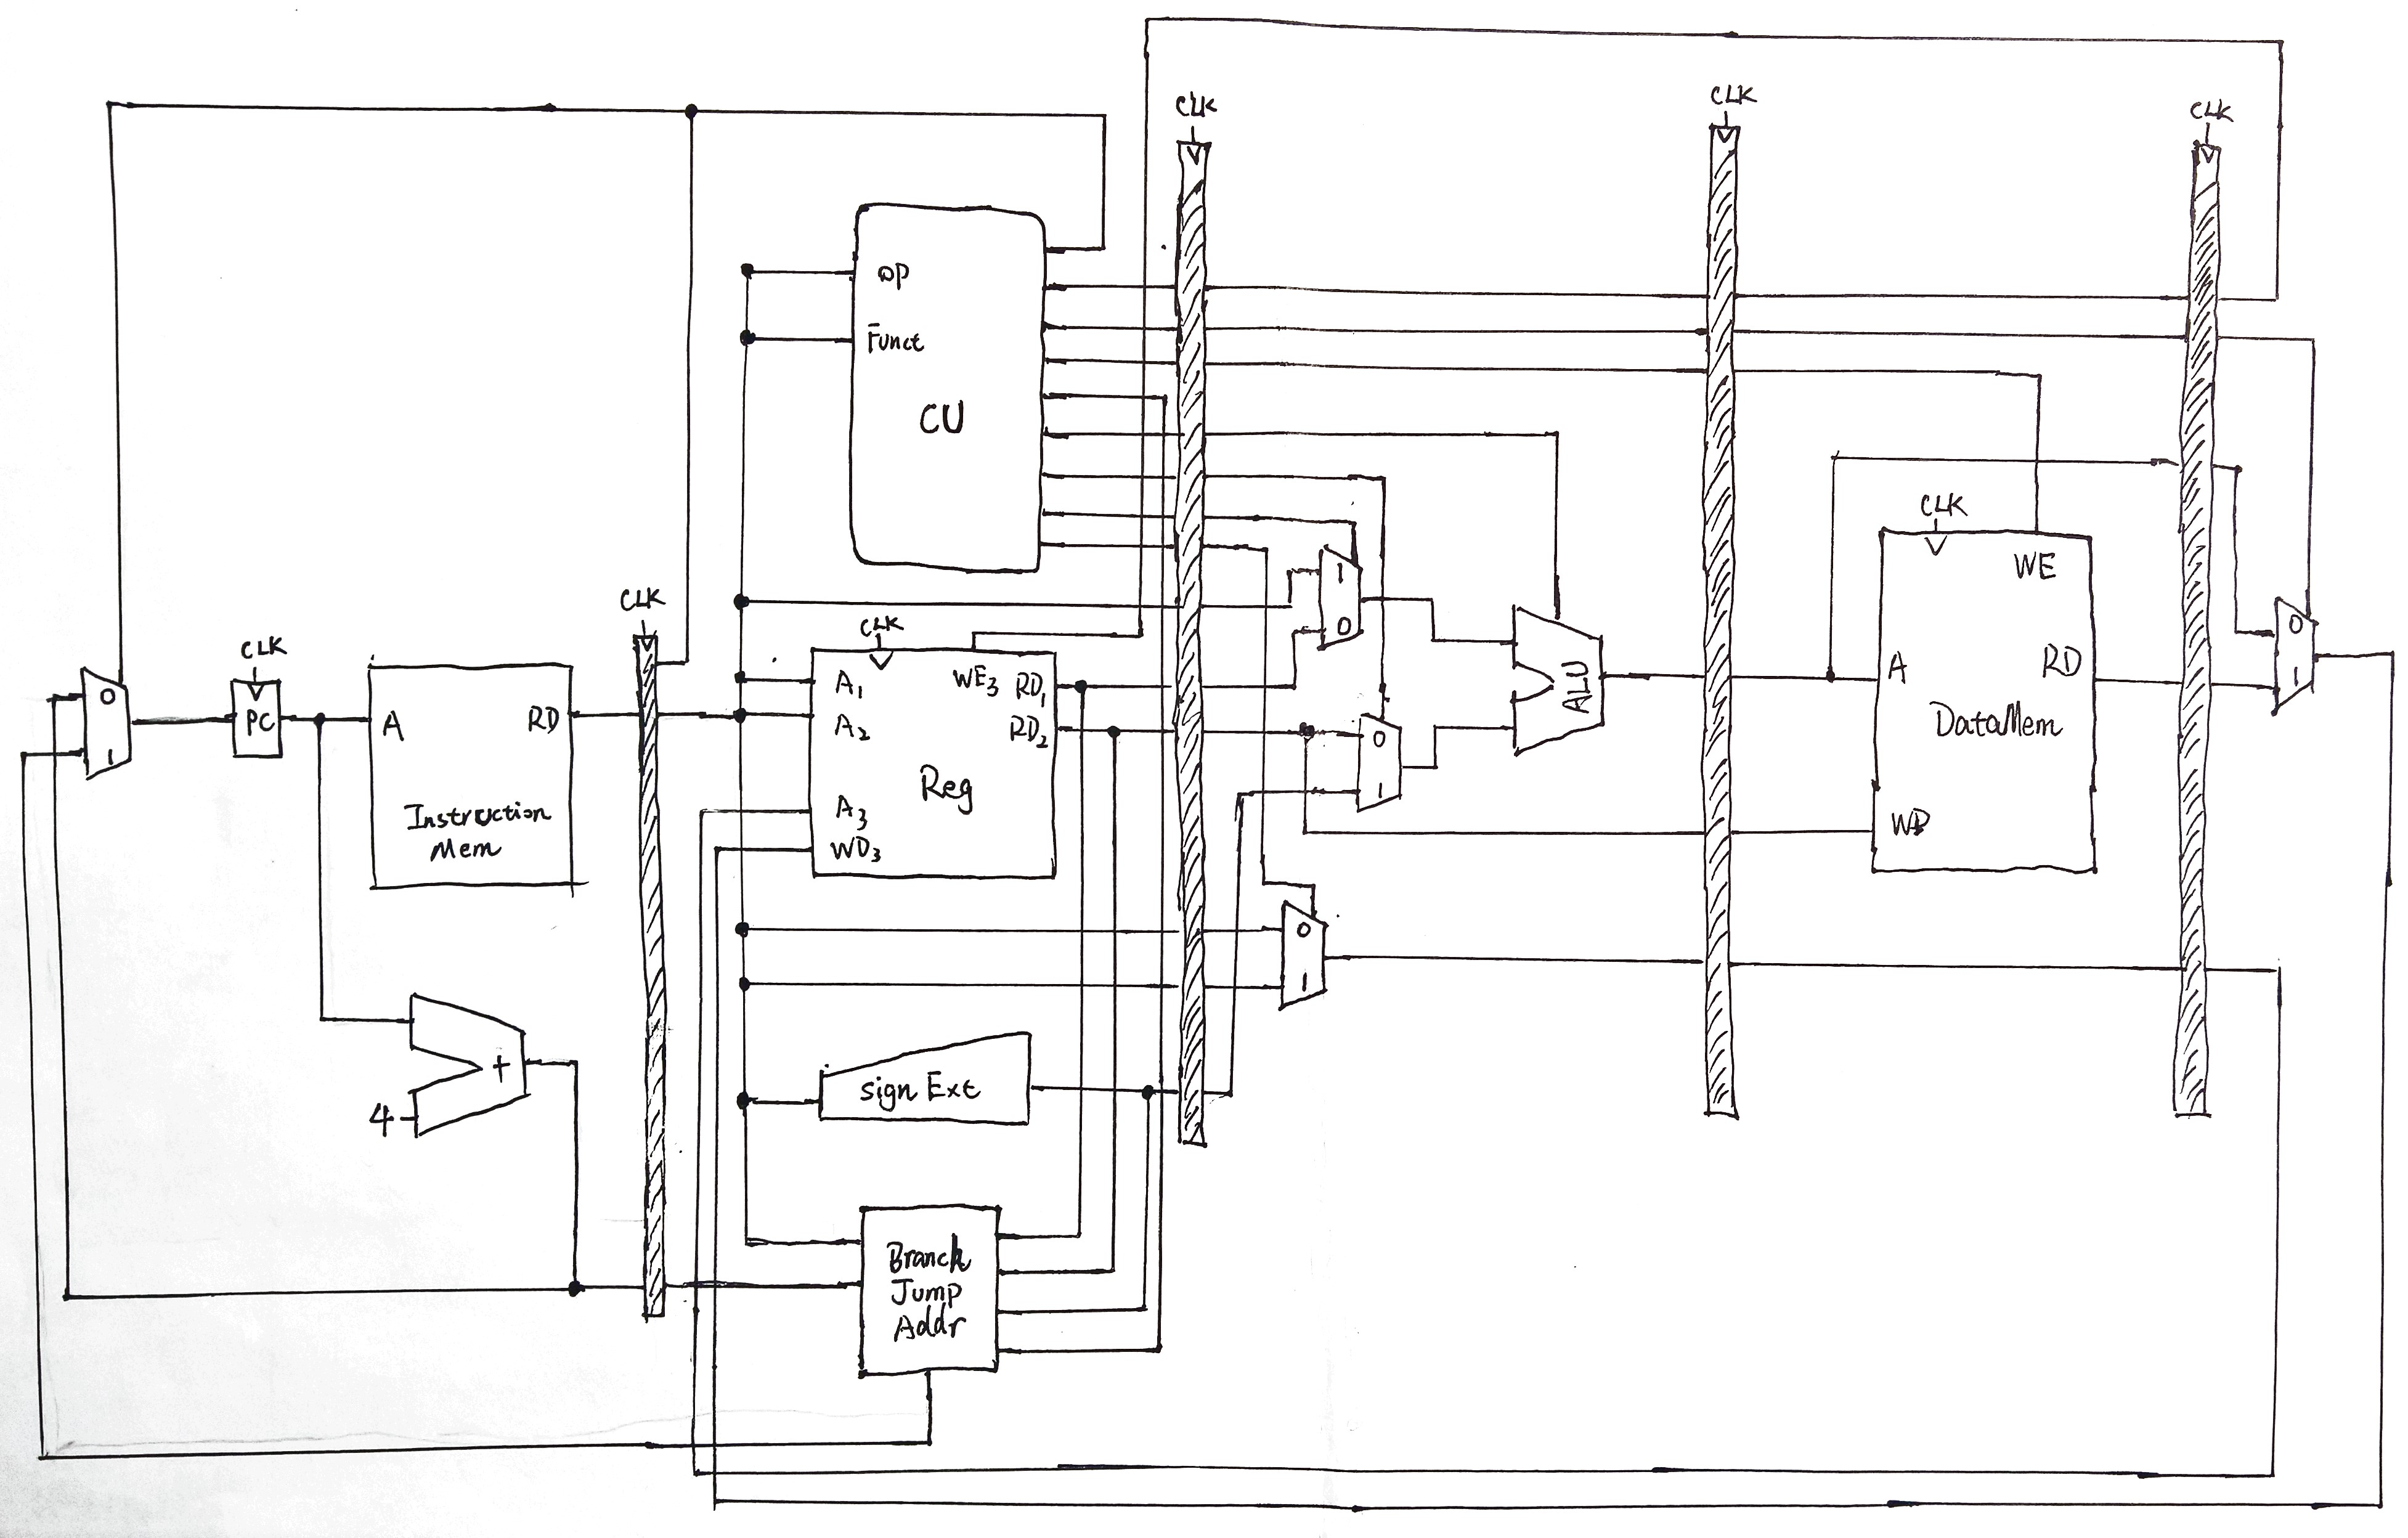 CLK
CLK
CLK
OP
Funct
CU
CLK
WE
CLK
CLK
CLK
1
0
0
1
0
1
PC
A
RD
Instruction
Mem
A1
A2
A3
WD3
WE3
RD1
RD2
Reg
0
1
ALU
A
RD
DataMem
WD
0
1
+
4
Sign Ext
Branch
Jump
Addr